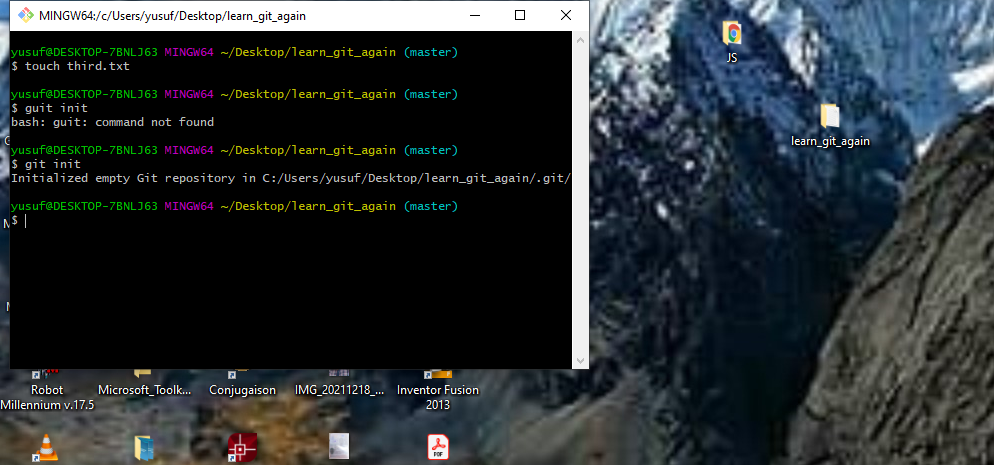 MINGW64:/c/Users/yusuf/Desktop/learn_git_again
yusuf@DESKTOP-7BNLJ63 MINGW64 ~/Desktop/learn_git_again (master)
$ touch third.txt
yusuf@DESKTOP-7BNLJ63 MINGW64 ~/Desktop/learn_git_again (master)
$ guit init
bash: guit: command not found
yusuf@DESKTOP-7BNLJ63 MINGW64 ~/Desktop/learn_git_again (master)
$ git init
Initialized empty Git repository in C:/Users/yusuf/Desktop/learn_git_again/.git/
yusuf@DESKTOP-7BNLJ63 MINGW64 ~/Desktop/learn_git_again (master)
$
JS
learn_git_again
Robot
Millennium v.17.5
Microsoft_Toolk...
Conjugaison
IMG_20211218_...
Inventor Fusion
2013
PDF